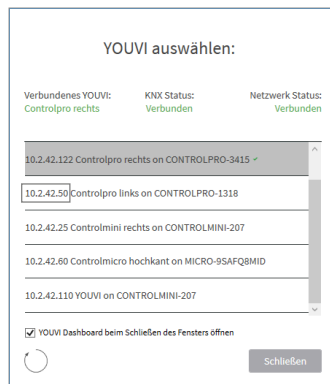 YOUVI auswählen:
Verbundenes YOUVI: KNX Status: Netzwerk Status:
Controlpro rechts Verbunden Verbunden
10.2.42.122 Controlpro rechts on CONTROLPRO-3415
10.2.42.50 Controlpro links on CONTROLPRO-1318
10.2.42.25 Controlmini rechts on CONTROLMINI-207
10.2.42.60 Controlmicro hochkant on MICRO-9SAFQ8MID
10.2.42.110 YOUVI on CONTROLMINI-207
YOUVI Dashboard beim Schließen des Fensters öffnen
Schließen